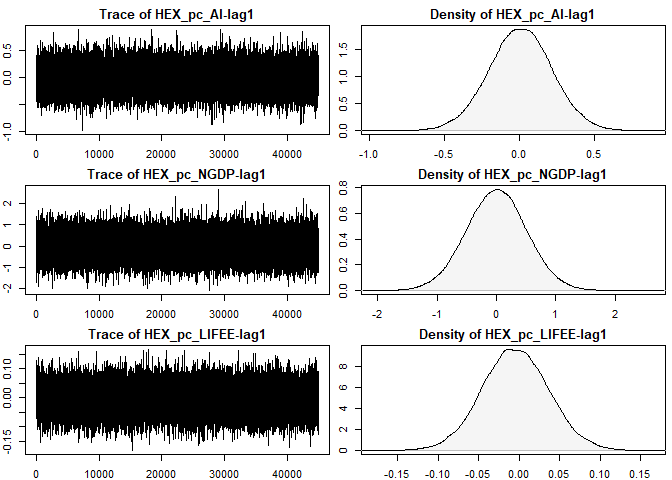 Trace of HEX_pc_AI-lag1
-1.0 0.0 0.5
0 10000 20000 30000 40000
Density of HEX_pc_AI-lag1
0.0 0.5 1.0 1.5
-1.0 -0.5 0.0 0.5
Trace of HEX_pc_NGDP-lag1
-2 -1 0 1 2
0 10000 20000 30000 40000
Density of HEX_pc_NGDP-lag1
0.0 0.2 0.4 0.6 0.8
-2 -1 0 1 2
Trace of HEX_pc_LIFEE-lag1
-0.15 0.00 0.10
0 10000 20000 30000 40000
Density of HEX_pc_LIFEE-lag1
0 2 4 6 8
-0.15 -0.10 -0.05 0.00 0.05 0.10 0.15